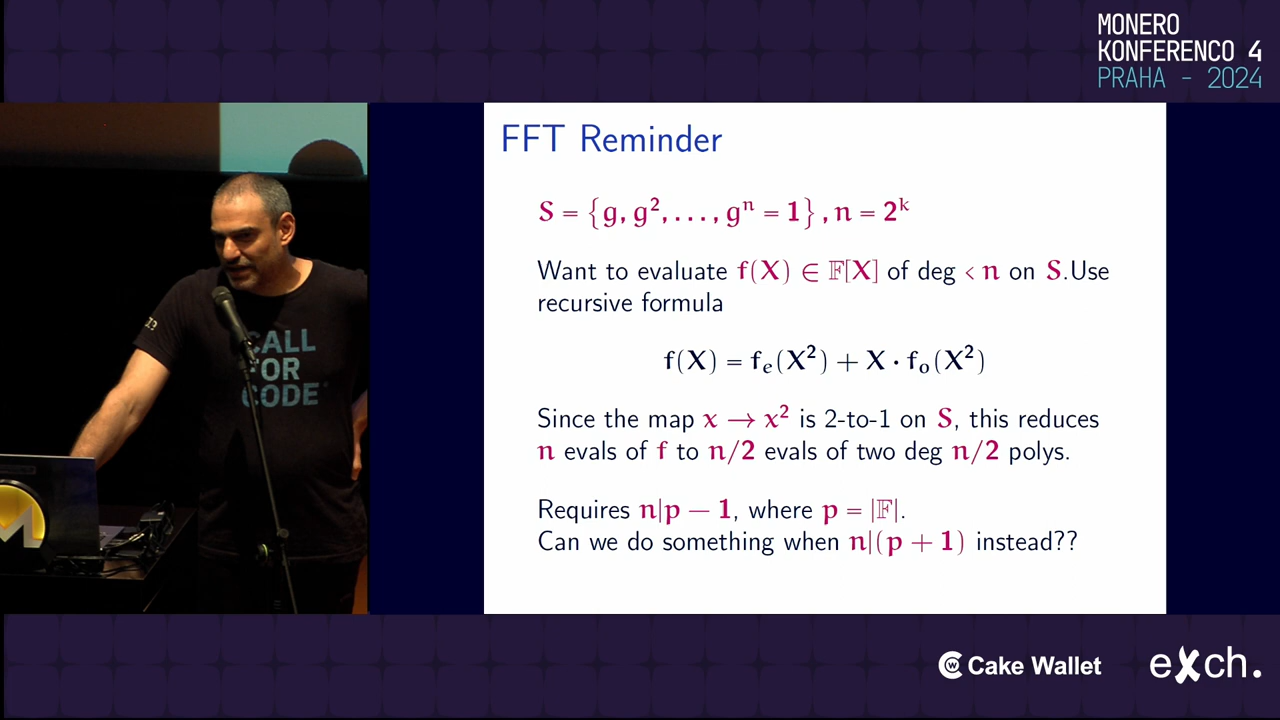 MONERO
KONFERENCO 4
PRAHA - 2024
FFT Reminder
S = {g, g², . . . , gⁿ = 1} , n = 2ᵏ
Want to evaluate f(X) ∈ 𝔽[X] of deg < n on S.Use
recursive formula
f(X) = fₑ(X²) + X · fₒ(X²)
Since the map x → x² is 2-to-1 on S, this reduces
n evals of f to n/2 evals of two deg n/2 polys.
Requires n|p − 1, where p = |𝔽|.
Can we do something when n|(p + 1) instead??
CALL
FOR
CODE
Cake Wallet
exch.